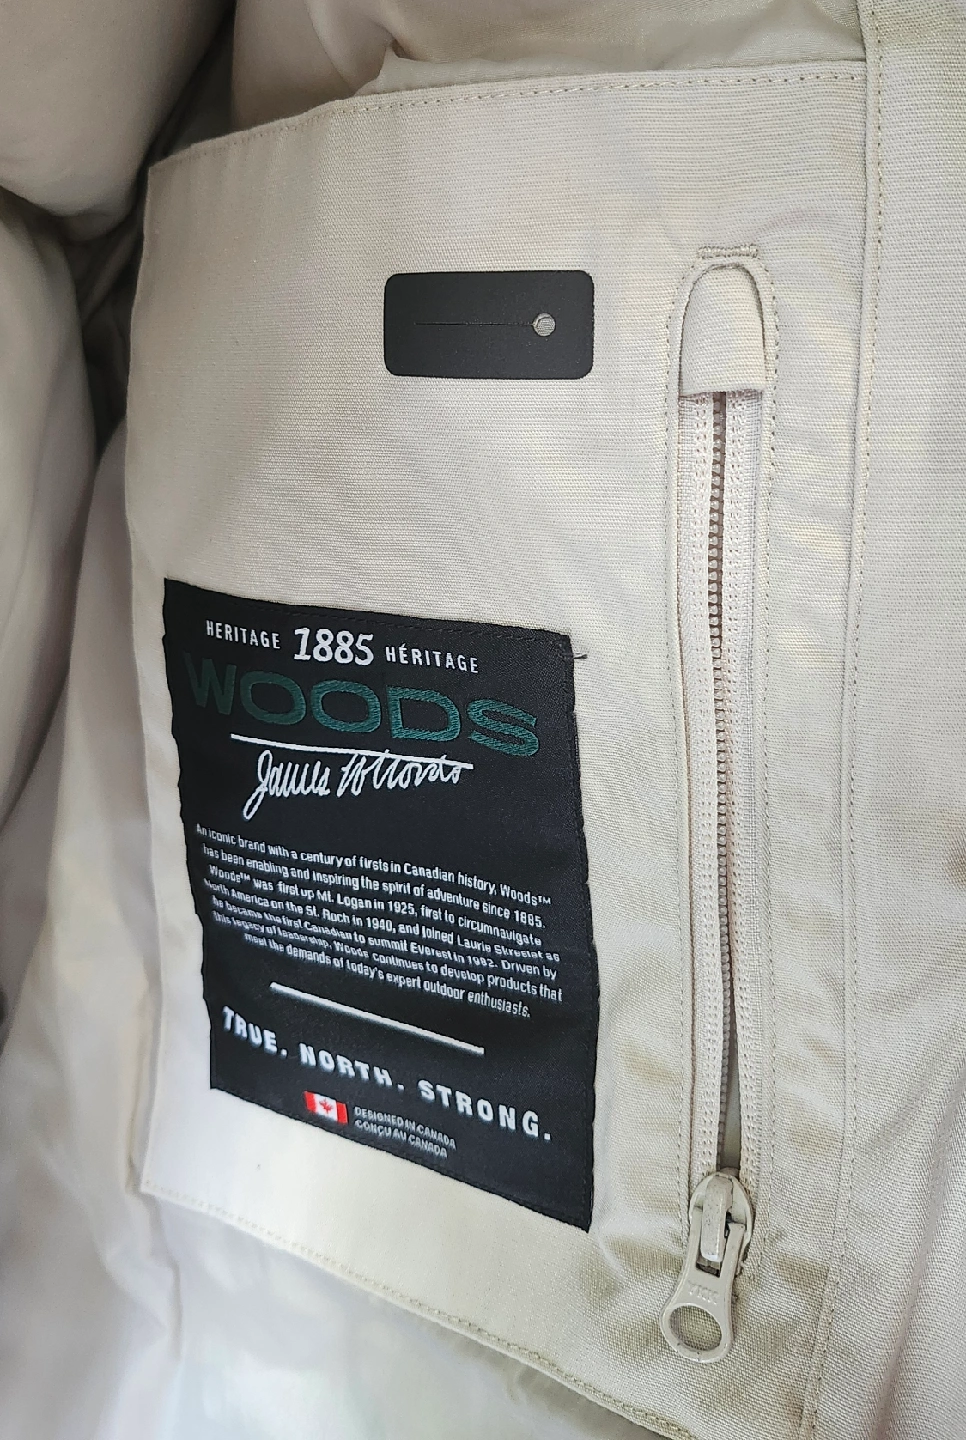 HERITAGE 1885 HÉRITAGE
WOODS
James Woods
An iconic brand with a century of firsts in Canadian history, Woods™
has been enabling and inspiring the spirit of adventure since 1885.
Woods™ was first up Mt. Logan in 1925, first to circumnavigate
North America on the St. Roch in 1940, and joined Laurie Skreslet as
he became the first Canadian to summit Everest in 1982. Driven by
this legacy of leadership, Woods continues to develop products that
meet the demands of today's expert outdoor enthusiasts.
TRUE. NORTH. STRONG.
DESIGNED IN CANADA
CONÇU AU CANADA
YKK